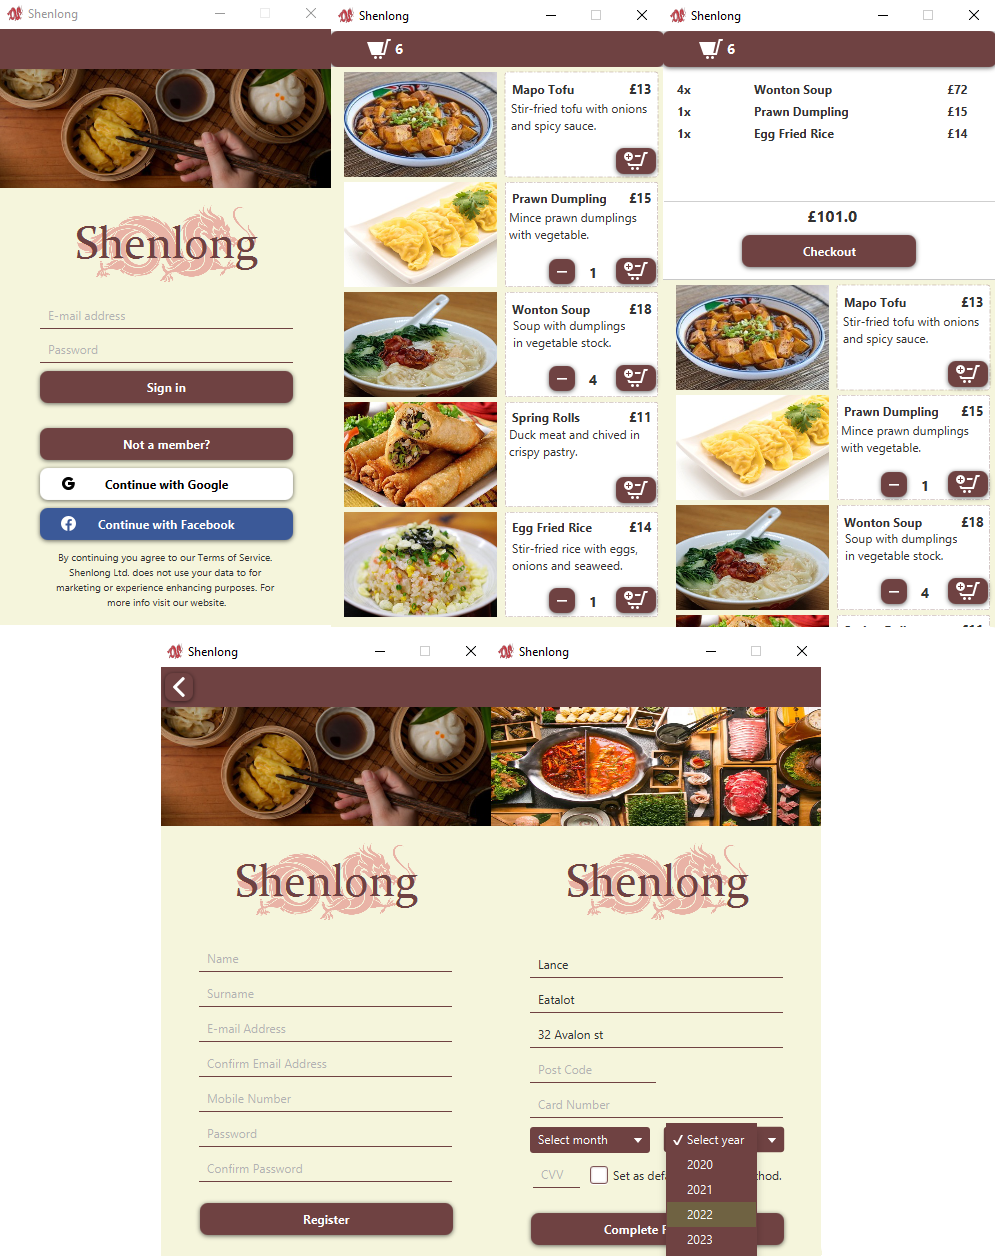 Shenlong
Shenlong
E-mail address
Password
Sign in
Not a member?
Continue with Google
Continue with Facebook
By continuing you agree to our Terms of Service.
Shenlong Ltd. does not use your data to for
marketing or experience enhancing purposes. For
more info visit our website.
Shenlong
6
Mapo Tofu £13
Stir-fried tofu with onions
and spicy sauce.
Prawn Dumpling £15
Mince prawn dumplings
with vegetable.
1
Wonton Soup £18
Soup with dumplings
in vegetable stock.
4
Spring Rolls £11
Duck meat and chived in
crispy pastry.
Egg Fried Rice £14
Stir-fried rice with eggs,
onions and seaweed.
1
Shenlong
6
4x Wonton Soup £72
1x Prawn Dumpling £15
1x Egg Fried Rice £14
£101.0
Checkout
Mapo Tofu £13
Stir-fried tofu with onions
and spicy sauce.
Prawn Dumpling £15
Mince prawn dumplings
with vegetable.
1
Wonton Soup £18
Soup with dumplings
in vegetable stock.
4
Shenlong
Shenlong
Name
Surname
E-mail Address
Confirm Email Address
Mobile Number
Password
Confirm Password
Register
Shenlong
Shenlong
Lance
Eatalot
32 Avalon st
Post Code
Card Number
Select month Select year
2020
2021
2022
2023
CVV Set as
Complete